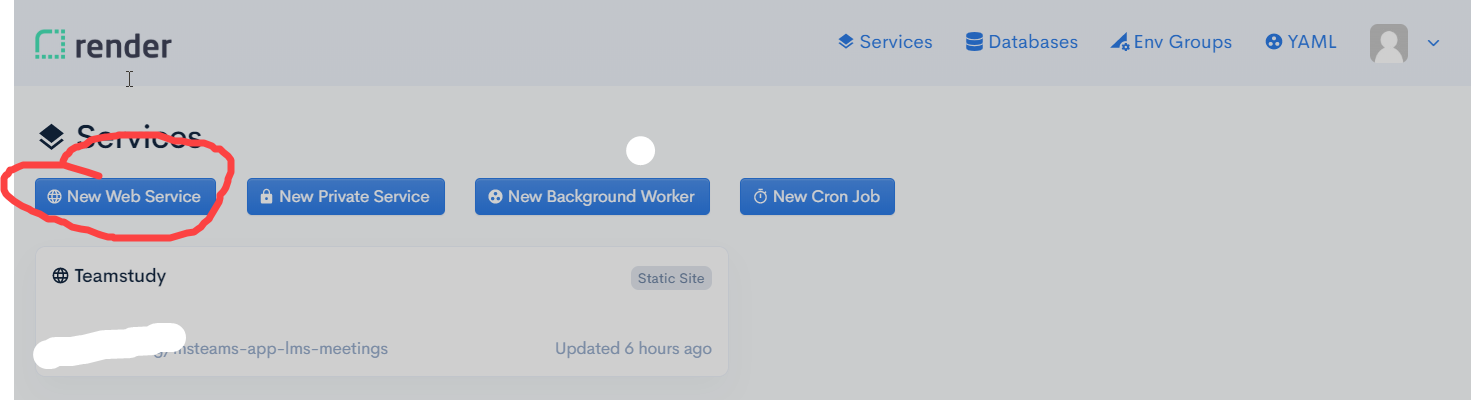 render
Services Databases Env Groups YAML
Services
New Web Service New Private Service New Background Worker New Cron Job
Teamstudy Static Site
/msteams-app-lms-meetings Updated 6 hours ago